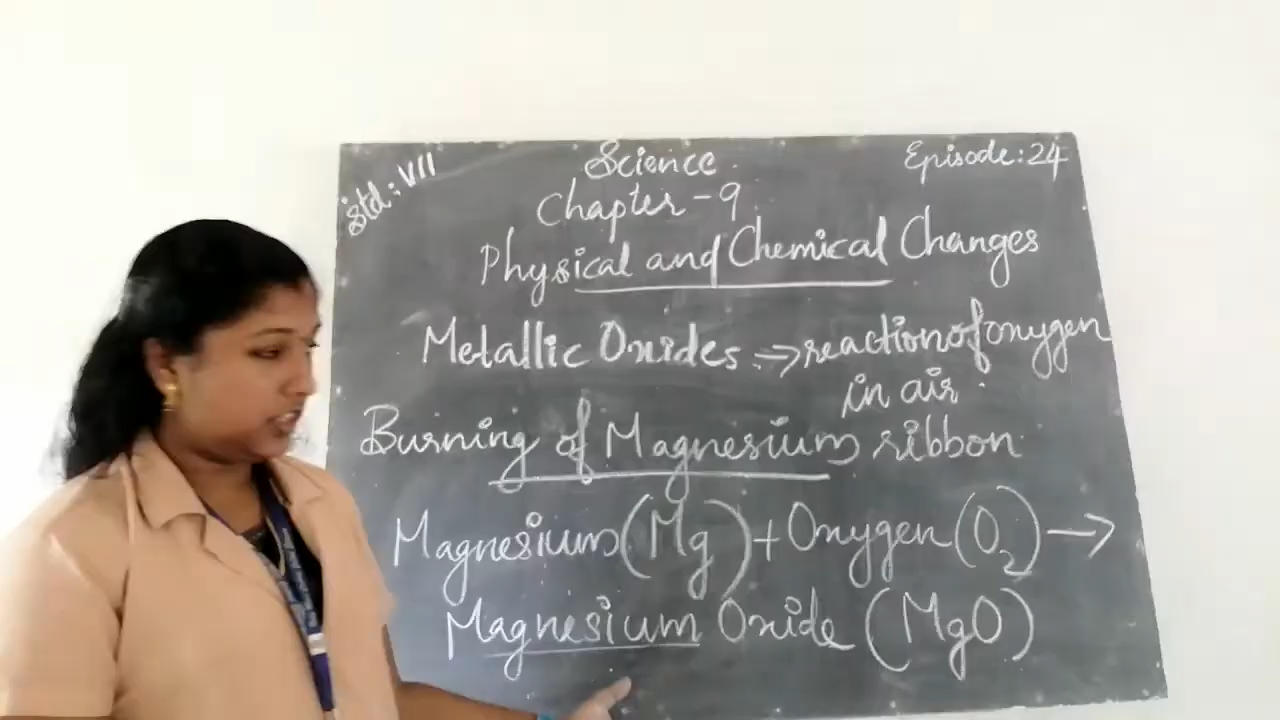 Std: VII
Science
Episode: 24
Chapter - 9
Physical and Chemical Changes
Metallic Oxides → reaction of oxygen
in air.
Burning of Magnesium ribbon
Magnesium (Mg) + Oxygen (O₂) →
Magnesium Oxide (MgO)